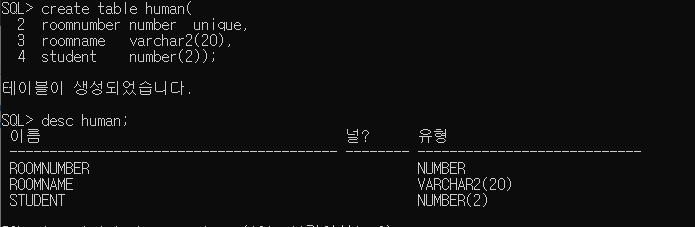 SQL> create table human(
  2  roomnumber number  unique,
  3  roomname   varchar2(20),
  4  student    number(2));
테이블이 생성되었습니다.
SQL> desc human;
 이름                                      널?      유형
 ----------------------------------------- -------- ----------------------------
 ROOMNUMBER                                         NUMBER
 ROOMNAME                                           VARCHAR2(20)
 STUDENT                                            NUMBER(2)